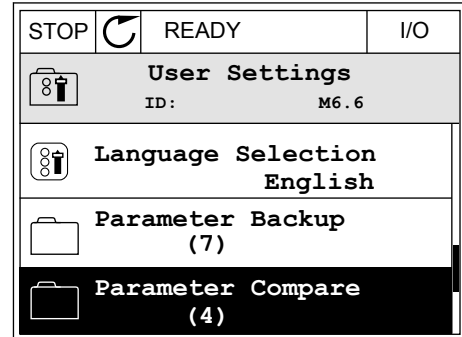 STOP READY I/O
User Settings
ID: M6.6
Language Selection
English
Parameter Backup
(7)
Parameter Compare
(4)